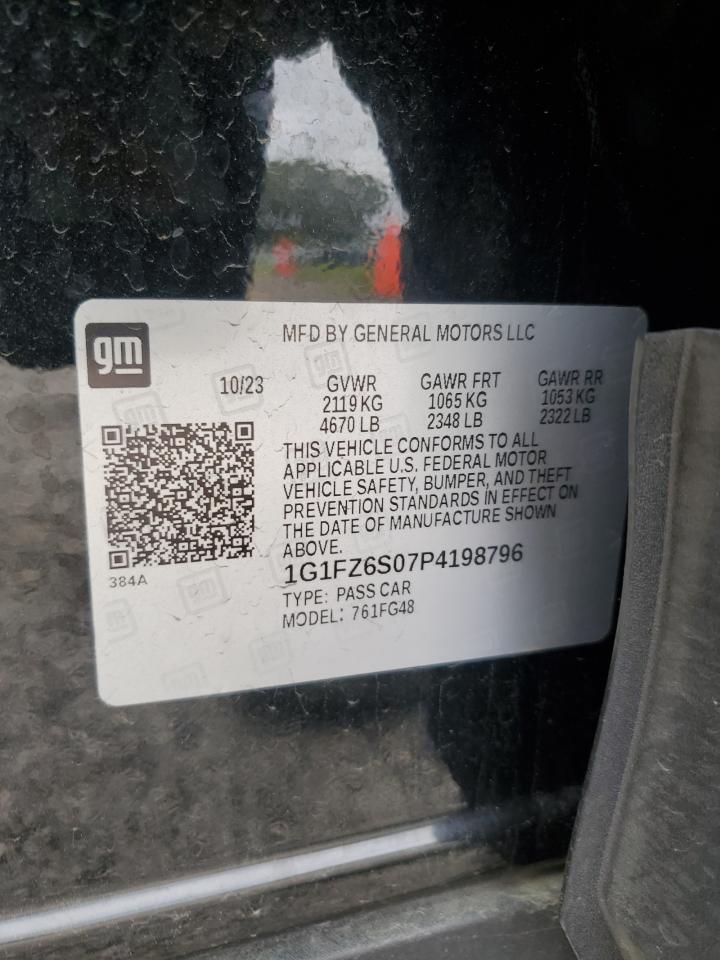 gm
MFD BY GENERAL MOTORS LLC
10/23 GVWR GAWR FRT GAWR RR
2119 KG 1065 KG 1053 KG
4670 LB 2348 LB 2322 LB
THIS VEHICLE CONFORMS TO ALL
APPLICABLE U.S. FEDERAL MOTOR
VEHICLE SAFETY, BUMPER, AND THEFT
PREVENTION STANDARDS IN EFFECT ON
THE DATE OF MANUFACTURE SHOWN
ABOVE.
384A
1G1FZ6S07P4198796
TYPE: PASS CAR
MODEL: 761FG48